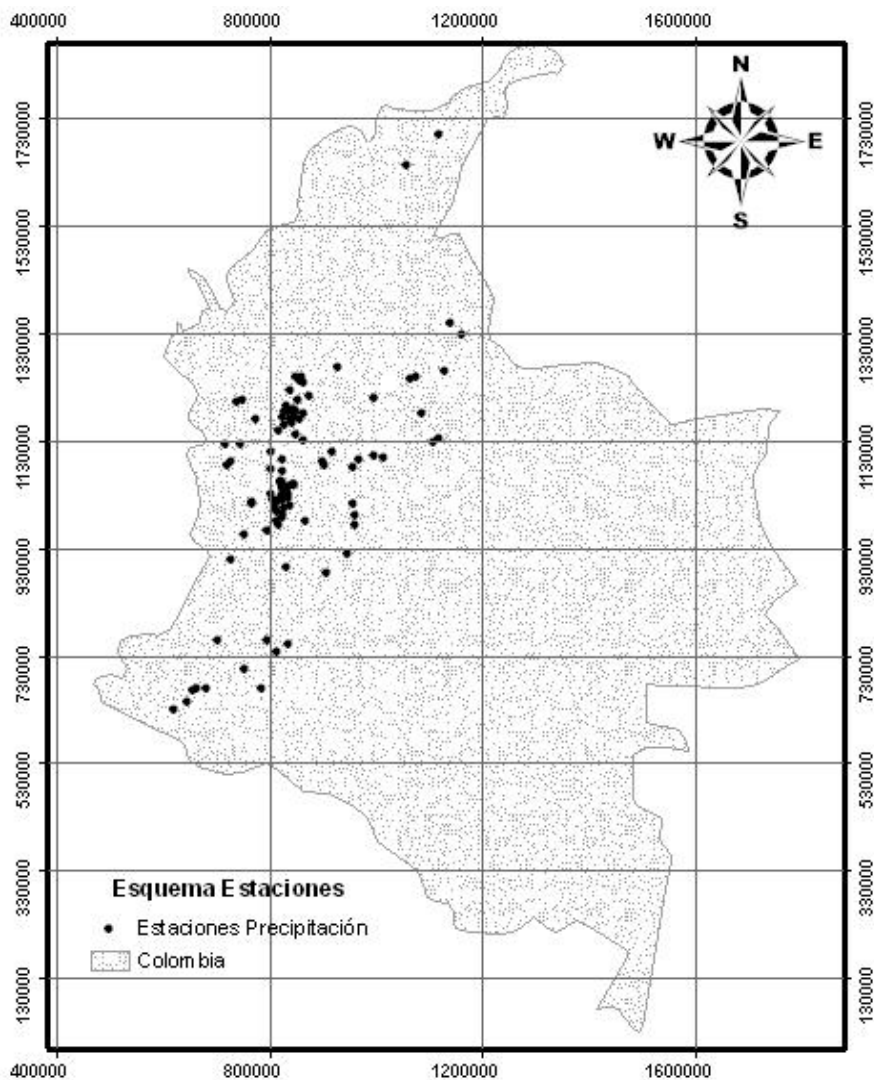 400000 800000 1200000 1600000
N
W E
S
1730000 1730000
1530000 1530000
1330000 1330000
1130000 1130000
930000 930000
730000 730000
530000 530000
330000 330000
130000 130000
Esquema Estaciones
Estaciones Precipitación
Colombia
400000 800000 1200000 1600000